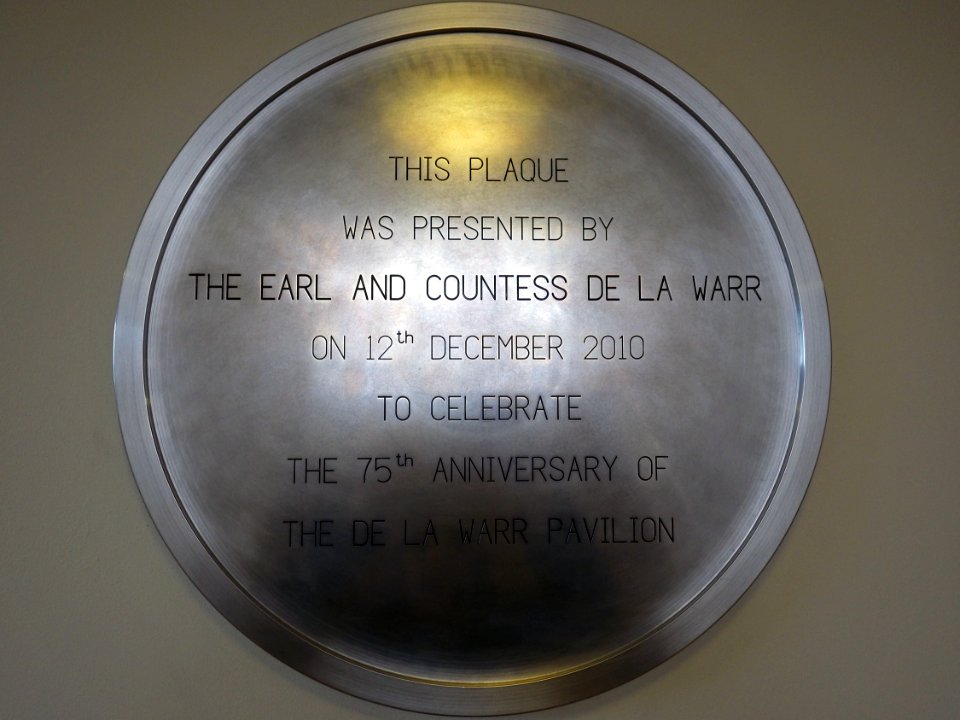 THIS PLAQUE
WAS PRESENTED BY
THE EARL AND COUNTESS DE LA WARR
ON 12th DECEMBER 2010
TO CELEBRATE
THE 75th ANNIVERSARY OF
THE DE LA WARR PAVILION